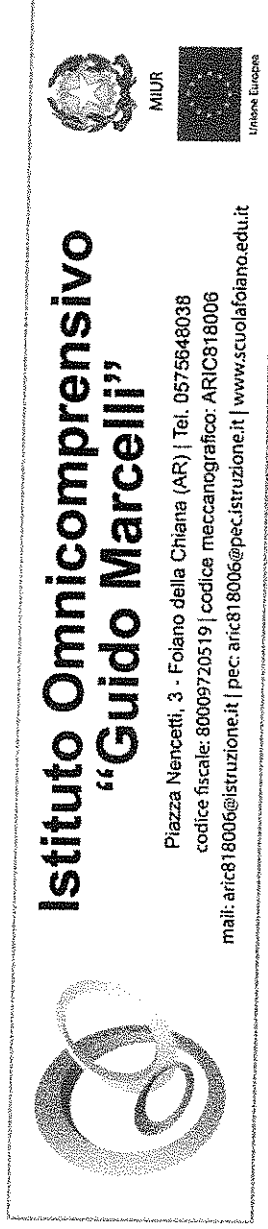 Istituto Omnicomprensivo
“Guido Marcelli”
Piazza Nencetti, 3 - Foiano della Chiana (AR) | Tel. 0575648038
codice fiscale: 80009720519 | codice meccanografico: ARIC818006
mail: aric818006@istruzione.it | pec: aric818006@pec.istruzione.it | www.scuolafoiano.edu.it
MIUR
Unione Europea